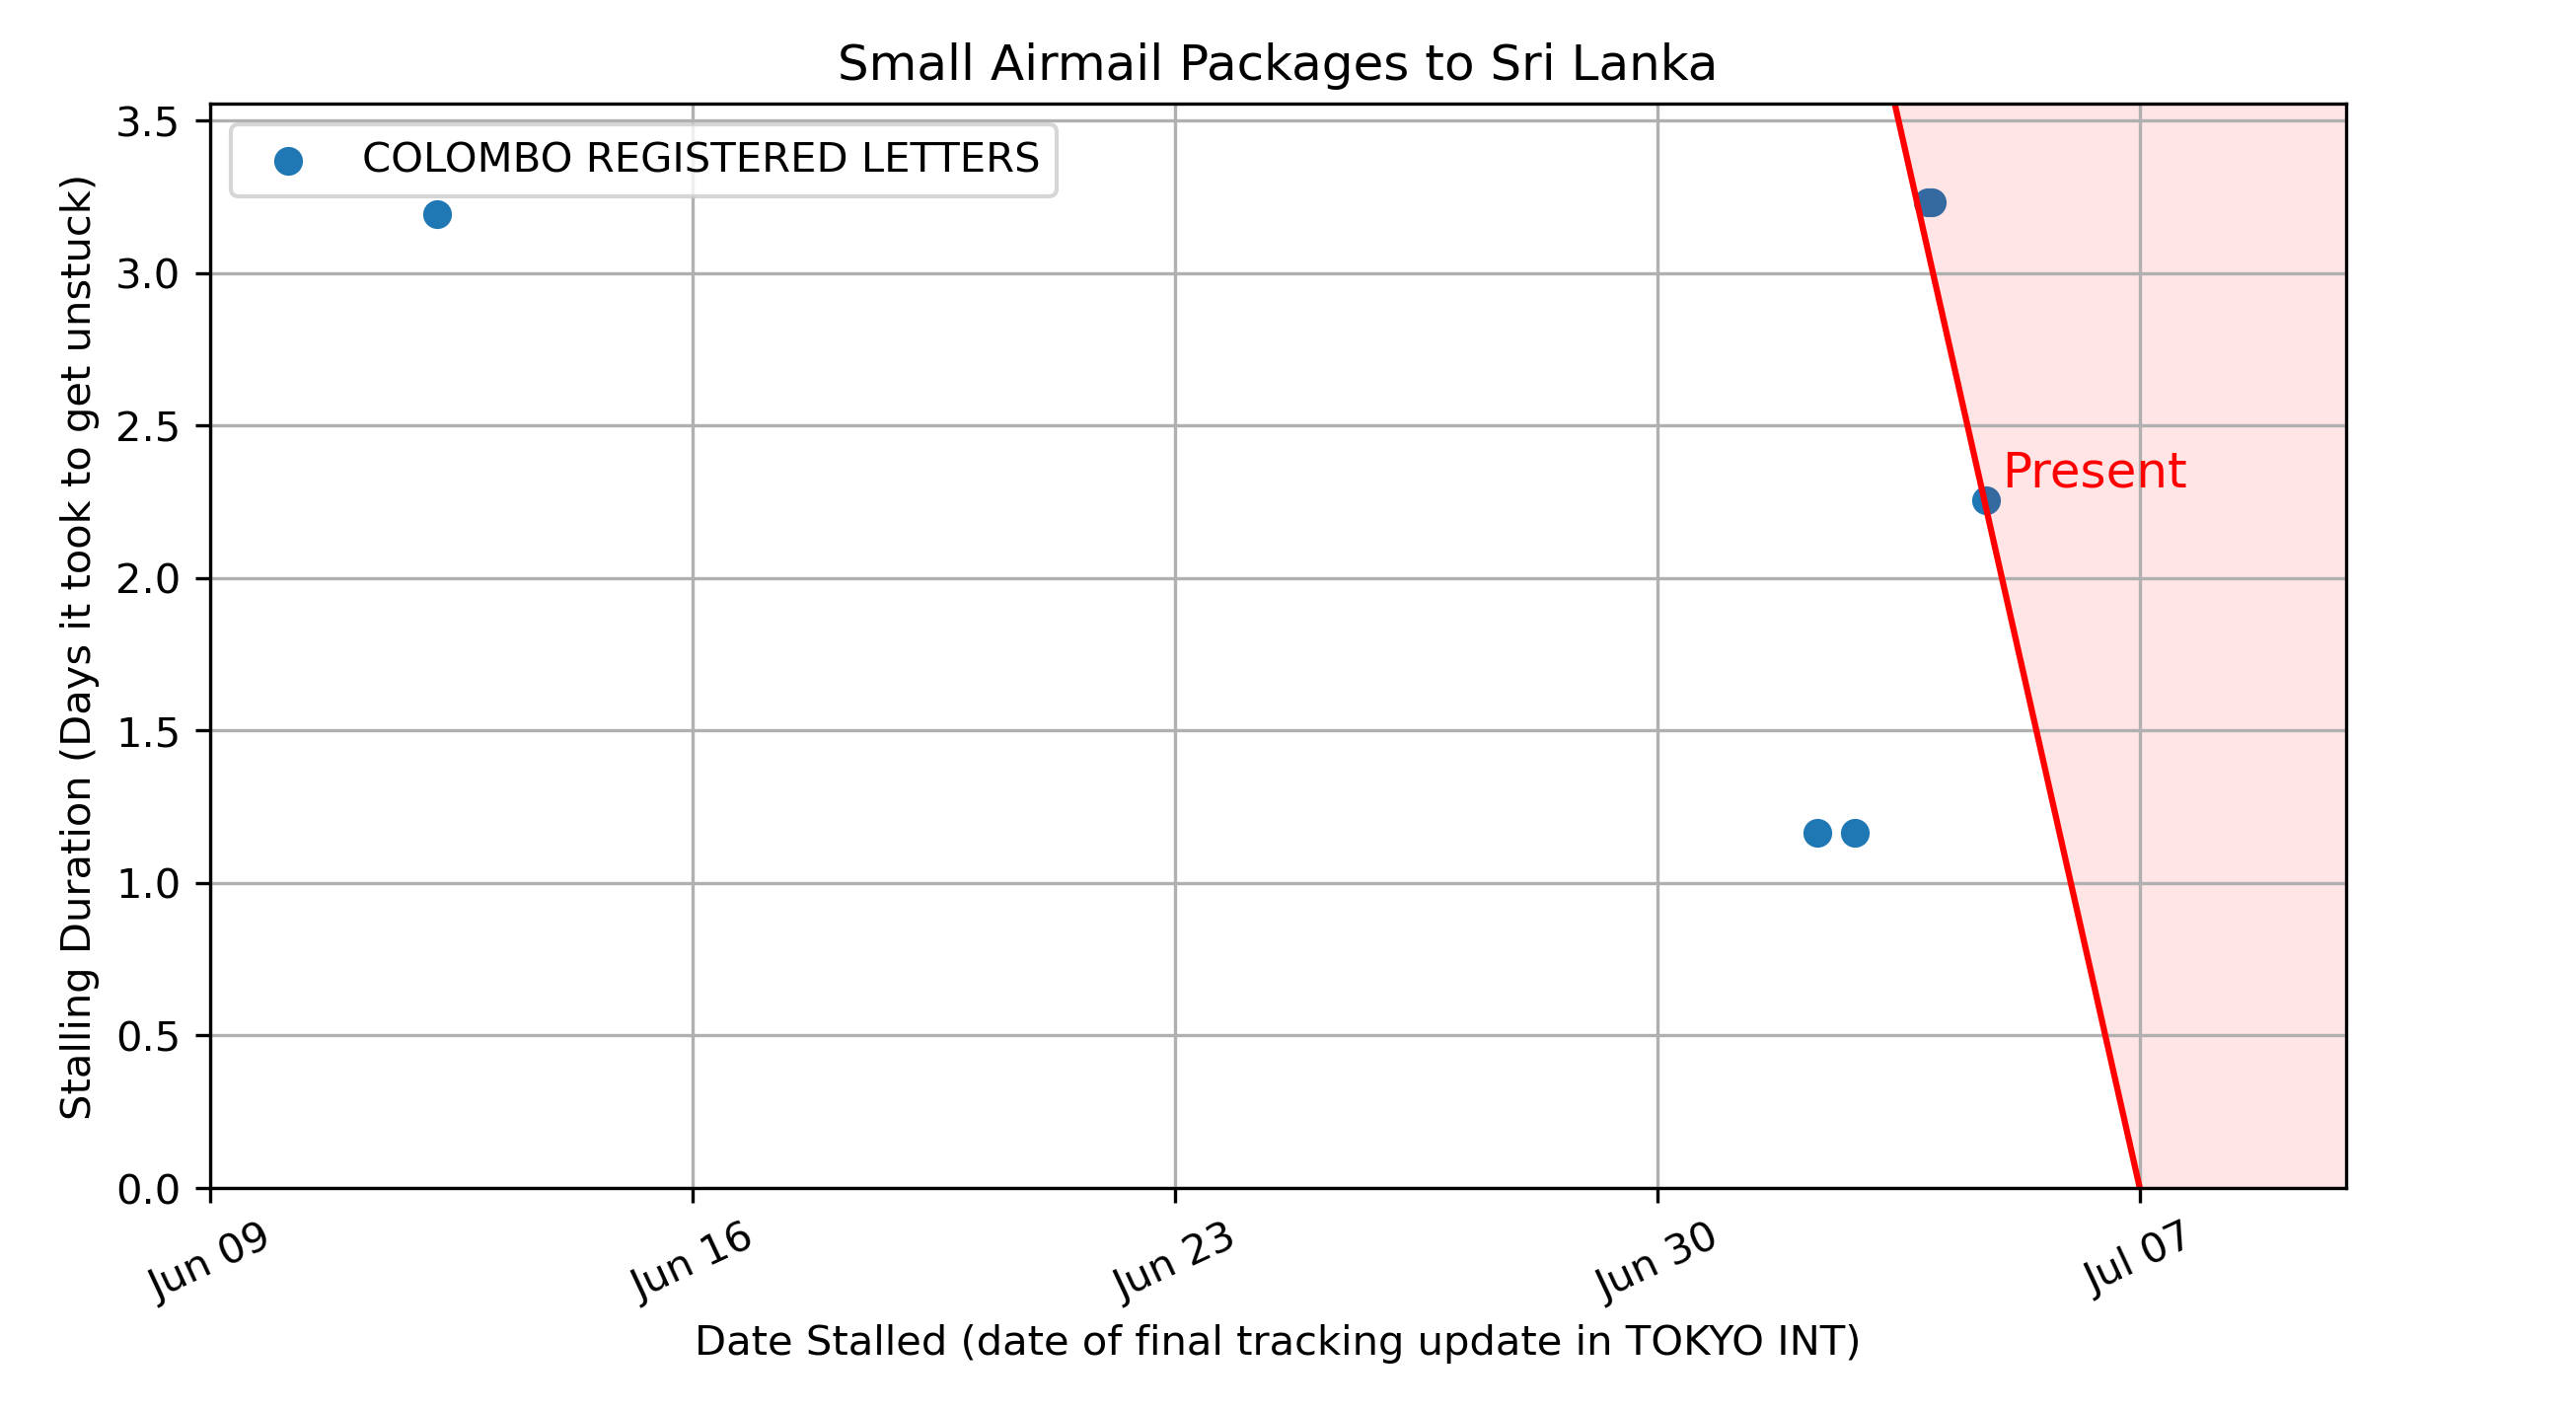 Small Airmail Packages to Sri Lanka
COLOMBO REGISTERED LETTERS
Stalling Duration (Days it took to get unstuck)
3.5
3.0
2.5
2.0
1.5
1.0
0.5
0.0
Present
Jun 09
Jun 16
Jun 23
Jun 30
Jul 07
Date Stalled (date of final tracking update in TOKYO INT)